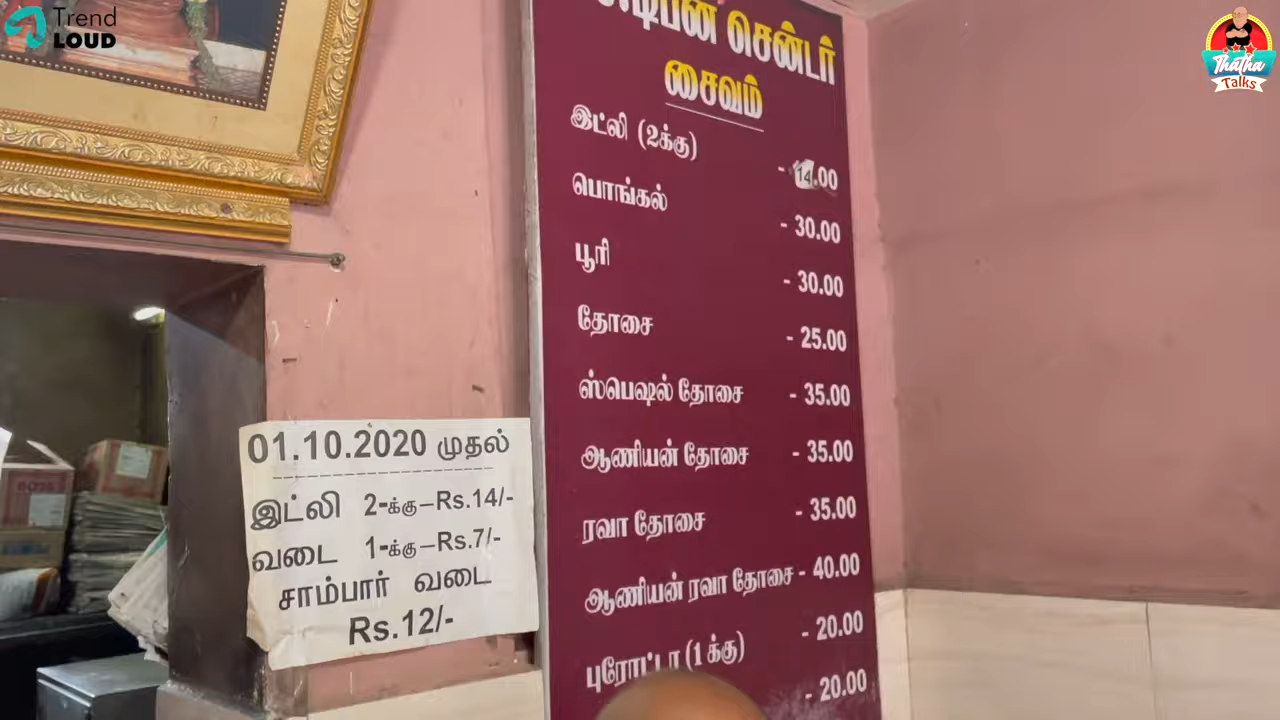 Trend
LOUD
Thatha
Talks
டிபன் சென்டர்
சைவம்
இட்லி (2க்கு) - 14.00
பொங்கல் - 30.00
பூரி - 30.00
தோசை - 25.00
ஸ்பெஷல் தோசை - 35.00
ஆனியன் தோசை - 35.00
ரவா தோசை - 35.00
ஆனியன் ரவா தோசை - 40.00
புரோட்டா (1க்கு) - 20.00
- 20.00
01.10.2020 முதல்
இட்லி 2-க்கு–Rs.14/-
வடை 1-க்கு–Rs.7/-
சாம்பார் வடை
Rs.12/-